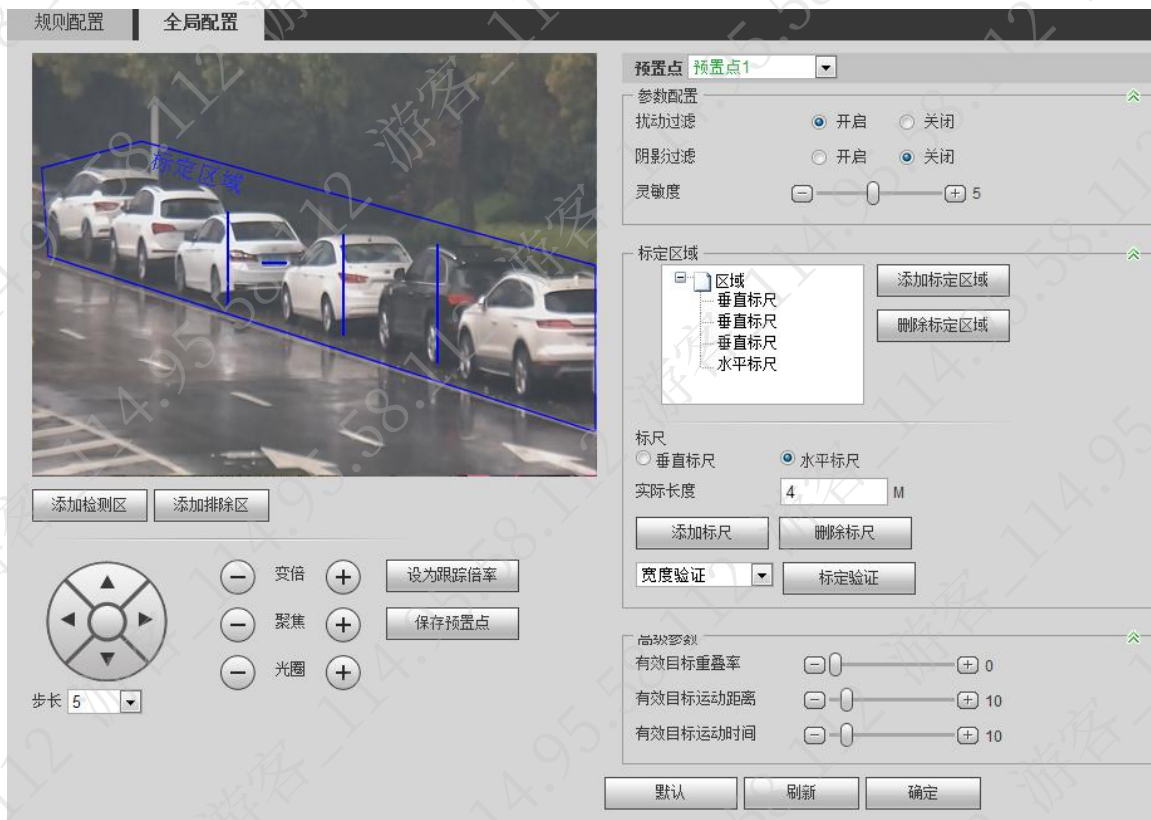 规则配置 全局配置
预置点 预置点1
参数配置
扰动过滤 开启 关闭
阴影过滤 开启 关闭
灵敏度 5
标定区域
标定区域
区域
垂直标尺
垂直标尺
垂直标尺
水平标尺
添加标定区域
删除标定区域
标尺
垂直标尺 水平标尺
实际长度 4 M
添加标尺 删除标尺
宽度验证 标定验证
添加检测区 添加排除区
变倍 设为跟踪倍率
聚焦 保存预置点
光圈
步长 5
高级参数
有效目标重叠率 0
有效目标运动距离 10
有效目标运动时间 10
默认 刷新 确定
游客_114.95.58.112